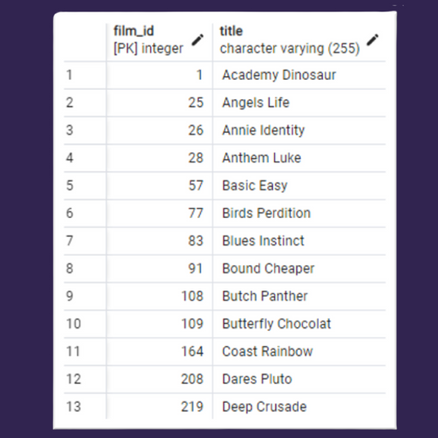 film_id title
[PK] integer character varying (255)
1 1 Academy Dinosaur
2 25 Angels Life
3 26 Annie Identity
4 28 Anthem Luke
5 57 Basic Easy
6 77 Birds Perdition
7 83 Blues Instinct
8 91 Bound Cheaper
9 108 Butch Panther
10 109 Butterfly Chocolat
11 164 Coast Rainbow
12 208 Dares Pluto
13 219 Deep Crusade